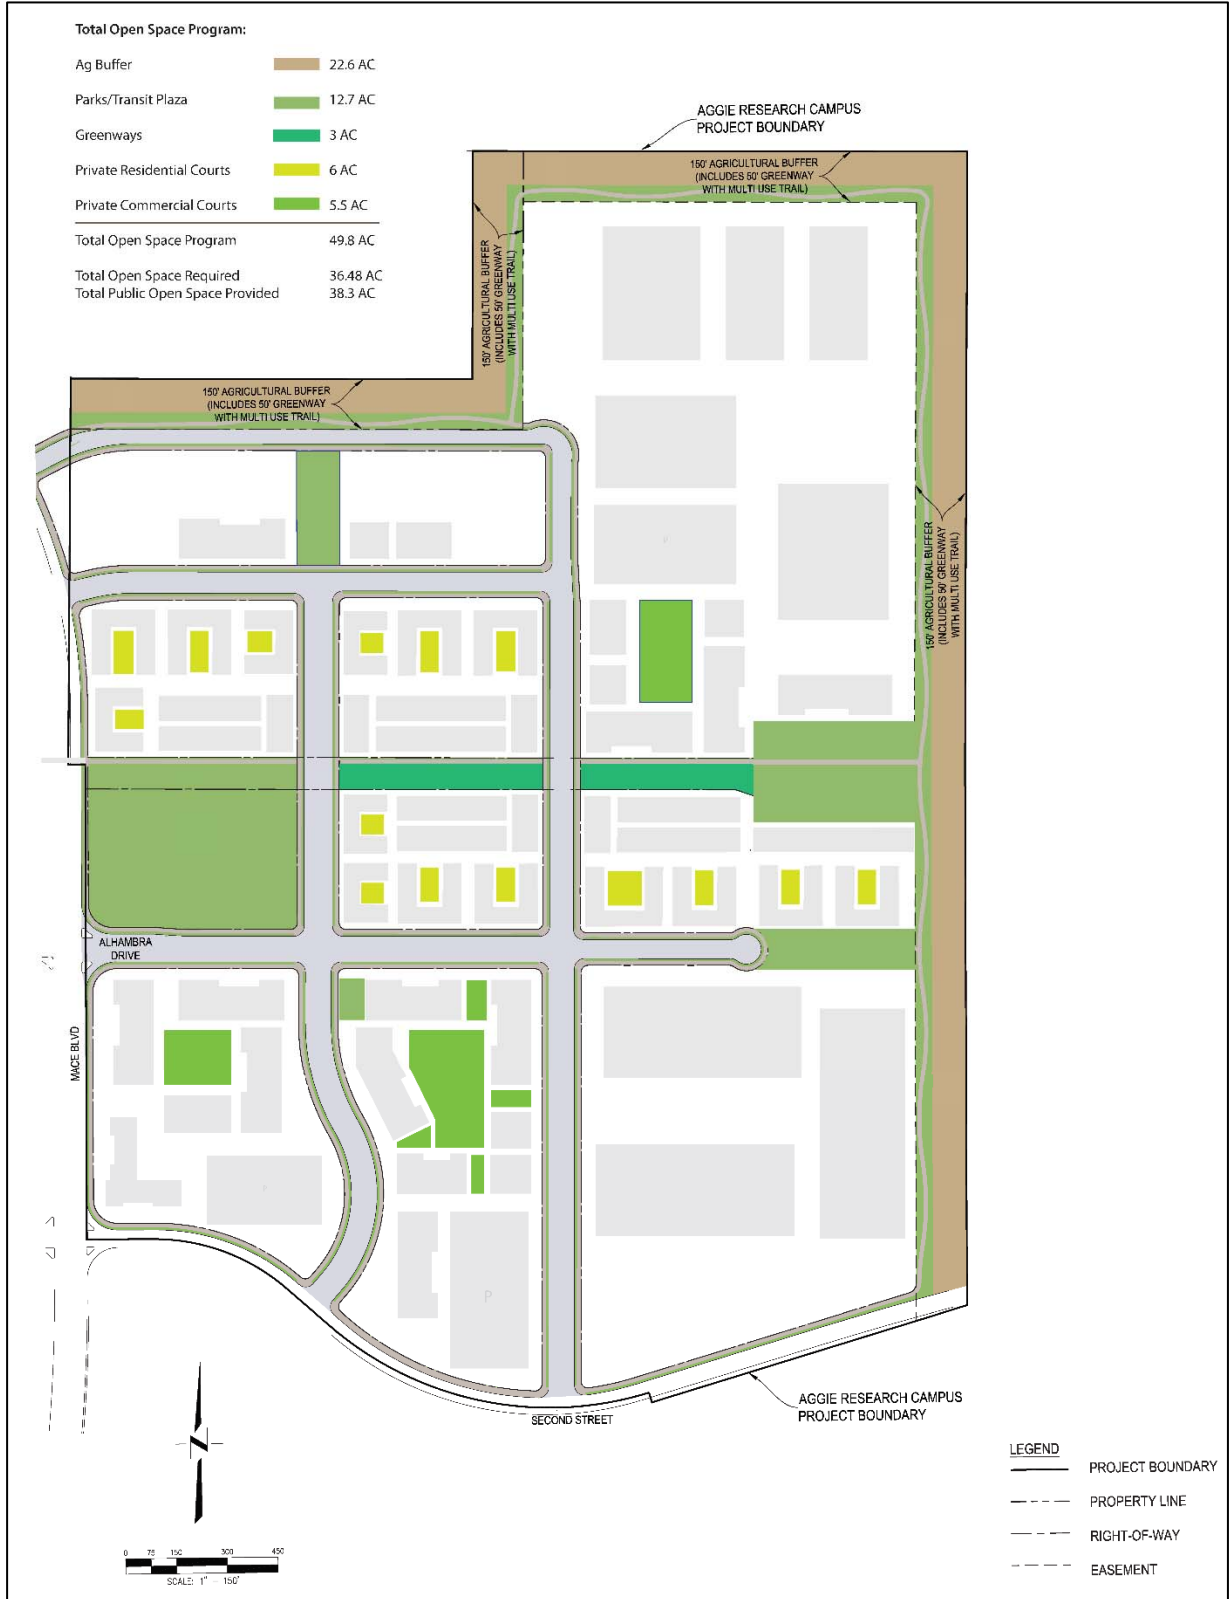 Total Open Space Program:
Ag Buffer 22.6 AC
Parks/Transit Plaza 12.7 AC
Greenways 3 AC
Private Residential Courts 6 AC
Private Commercial Courts 5.5 AC
Total Open Space Program 49.8 AC
Total Open Space Required 36.48 AC
Total Public Open Space Provided 38.3 AC
AGGIE RESEARCH CAMPUS
PROJECT BOUNDARY
150' AGRICULTURAL BUFFER
(INCLUDES 50' GREENWAY
WITH MULTI USE TRAIL)
150' AGRICULTURAL BUFFER
(INCLUDES 50' GREENWAY
WITH MULTI USE TRAIL)
150' AGRICULTURAL BUFFER
(INCLUDES 50' GREENWAY
WITH MULTI USE TRAIL)
150' AGRICULTURAL BUFFER
(INCLUDES 50' GREENWAY
WITH MULTI USE TRAIL)
P
ALHAMBRA
DRIVE
MACE BLVD
P
SECOND STREET
AGGIE RESEARCH CAMPUS
PROJECT BOUNDARY
N
0 75 150 300 450
SCALE: 1" = 150'
LEGEND
PROJECT BOUNDARY
PROPERTY LINE
RIGHT-OF-WAY
EASEMENT